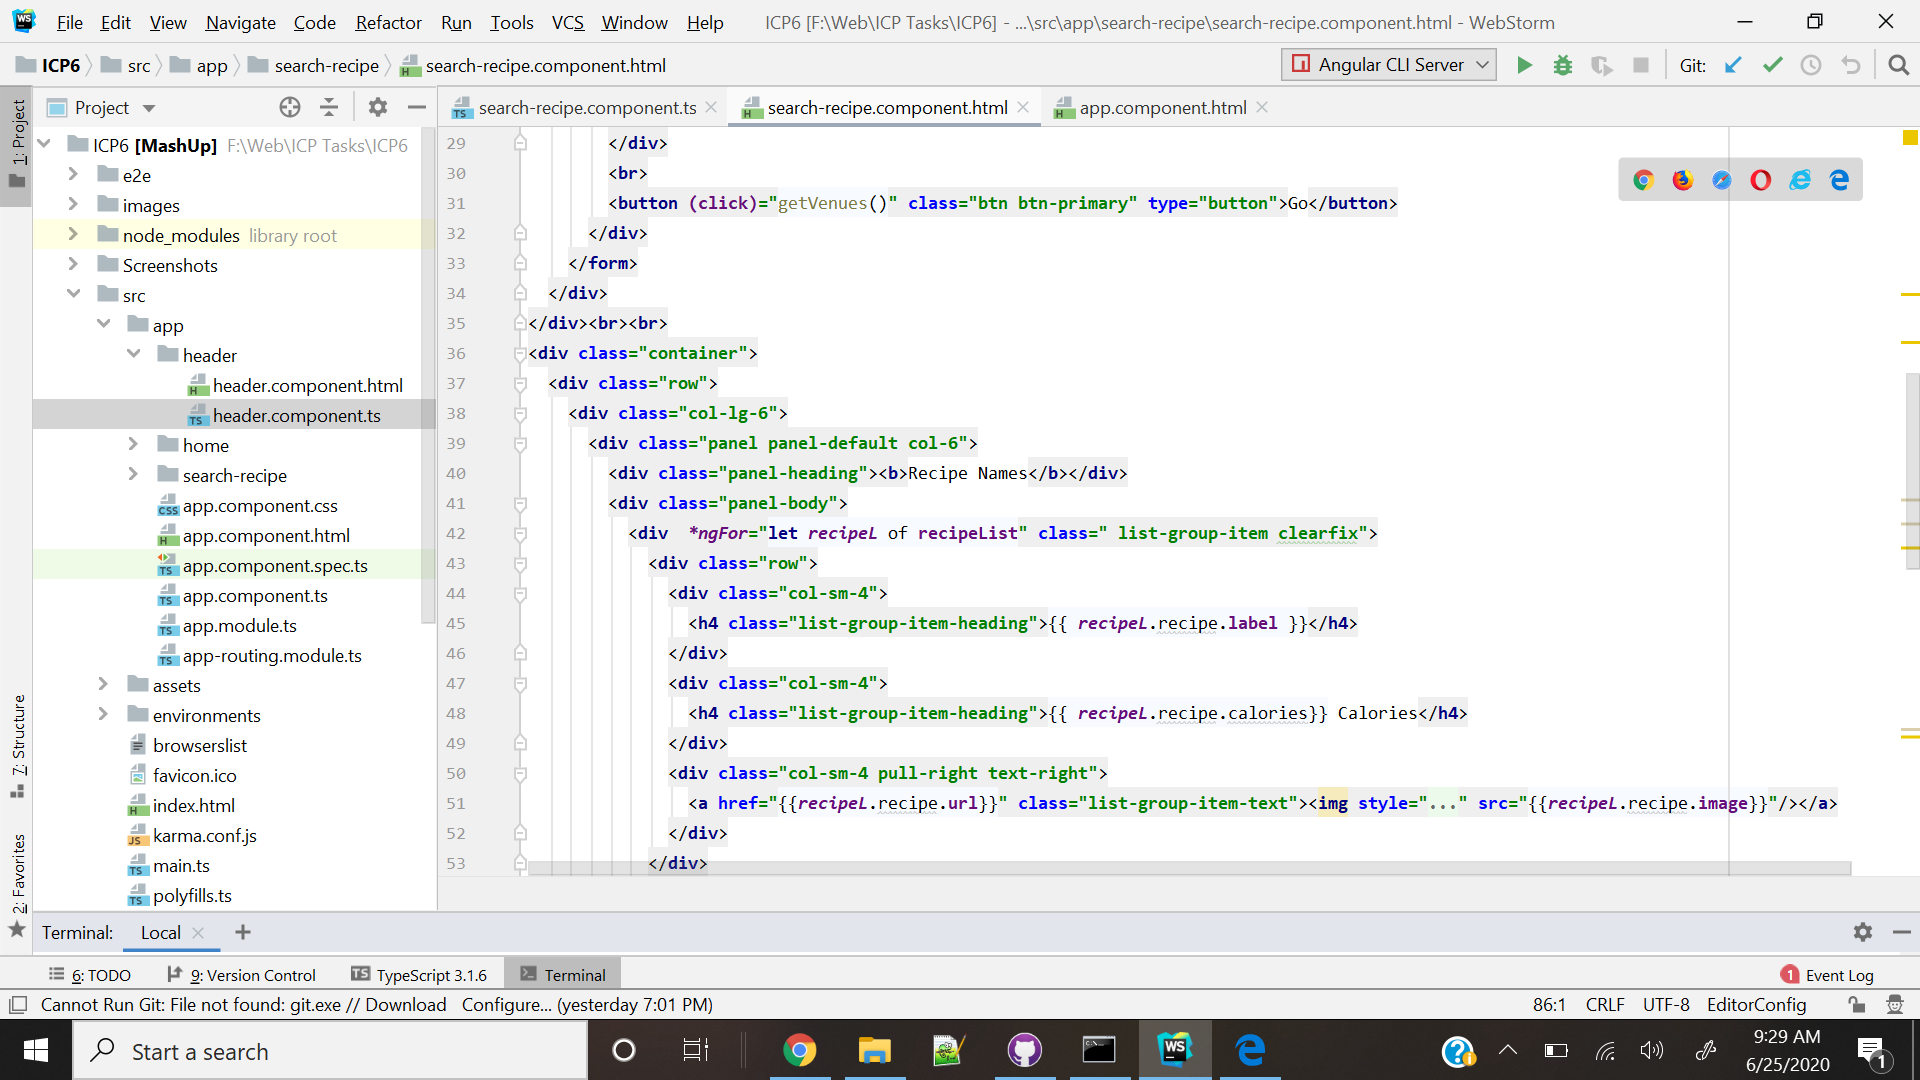 File Edit View Navigate Code Refactor Run Tools VCS Window Help ICP6 [F:\Web\ICP Tasks\ICP6] - ...\src\app\search-recipe\search-recipe.component.html - WebStorm
ICP6 src app search-recipe search-recipe.component.html Angular CLI Server Git:
Project search-recipe.component.ts search-recipe.component.html app.component.html
1: Project
7: Structure
2: Favorites
ICP6 [MashUp] F:\Web\ICP Tasks\ICP6
e2e
images
node_modules library root
Screenshots
src
app
header
header.component.html
header.component.ts
home
search-recipe
app.component.css
app.component.html
app.component.spec.ts
app.component.ts
app.module.ts
app-routing.module.ts
assets
environments
browserslist
favicon.ico
index.html
karma.conf.js
main.ts
polyfills.ts
29 </div>
30 <br>
31 <button (click)="getVenues()" class="btn btn-primary" type="button">Go</button>
32 </div>
33 </form>
34 </div>
35 </div><br><br>
36 <div class="container">
37 <div class="row">
38 <div class="col-lg-6">
39 <div class="panel panel-default col-6">
40 <div class="panel-heading"><b>Recipe Names</b></div>
41 <div class="panel-body">
42 <div  *ngFor="let recipeL of recipeList" class=" list-group-item clearfix">
43 <div class="row">
44 <div class="col-sm-4">
45 <h4 class="list-group-item-heading">{{ recipeL.recipe.label }}</h4>
46 </div>
47 <div class="col-sm-4">
48 <h4 class="list-group-item-heading">{{ recipeL.recipe.calories}} Calories</h4>
49 </div>
50 <div class="col-sm-4 pull-right text-right">
51 <a href="{{recipeL.recipe.url}}" class="list-group-item-text"><img style="..." src="{{recipeL.recipe.image}}"/></a>
52 </div>
53 </div>
Terminal: Local
6: TODO 9: Version Control TypeScript 3.1.6 Terminal 1 Event Log
Cannot Run Git: File not found: git.exe // Download Configure... (yesterday 7:01 PM) 86:1 CRLF UTF-8 EditorConfig
Start a search
9:29 AM
6/25/2020
1